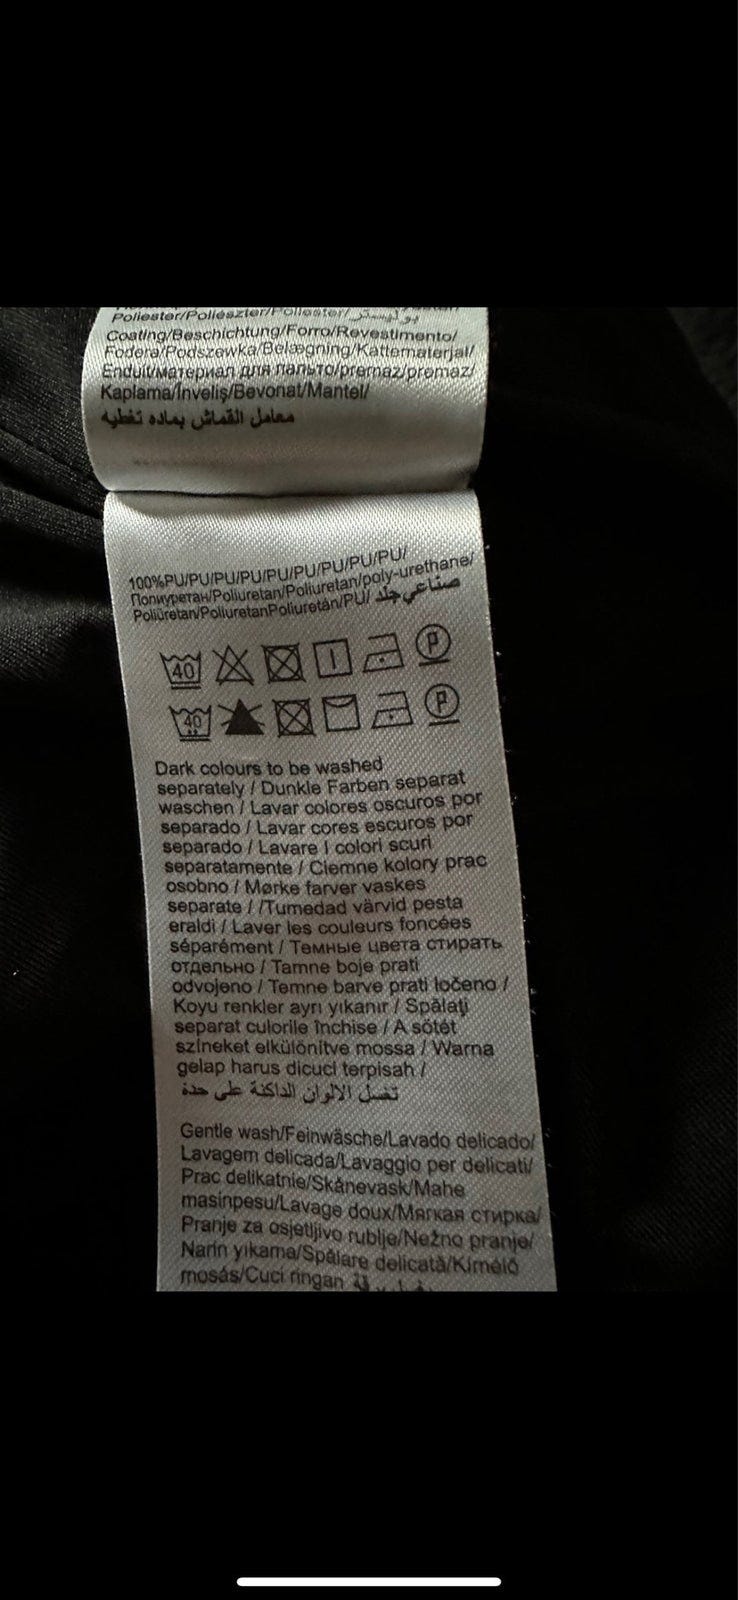 Poliester/Poliészter/Poliester/بوليستر
Coating/Beschichtung/Forro/Revestimento/
Fodera/Podszewka/Belægning/Kattematerjal/
Enduit/материал для пальто/premaz/premaz/
Kaplama/Înveliş/Bevonat/Mantel/
معامل القماش بماده تغطيه
100%PU/PU/PU/PU/PU/PU/PU/PU/PU/
Полиуретан/Poliuretan/Poliuretan/poly-urethane/
Poliüretan/PoliuretanPoliuretán/PU/ صناعي جلد
40 P
40 P
Dark colours to be washed
separately / Dunkle Farben separat
waschen / Lavar colores oscuros por
separado / Lavar cores escuros por
separado / Lavare I colori scuri
separatamente / Ciemne kolory prac
osobno / Mørke farver vaskes
separate / /Tumedad värvid pesta
eraldi / Laver les couleurs foncées
séparément / Темные цвета стирать
отдельно / Tamne boje prati
odvojeno / Temne barve prati ločeno /
Koyu renkler ayrı yıkanır / Spălaţi
separat culorile închise / A sötét
színeket elkülönítve mossa / Warna
gelap harus dicuci terpisah /
تغسل الالوان الداكنة على حدة
Gentle wash/Feinwäsche/Lavado delicado/
Lavagem delicada/Lavaggio per delicati/
Prac delikatnie/Skånevask/Mahe
masinpesu/Lavage doux/Мягкая стирка/
Pranje za osjetljivo rublje/Nežno pranje/
Narin yıkama/Spălare delicată/Kímélő
mosás/Cuci ringan